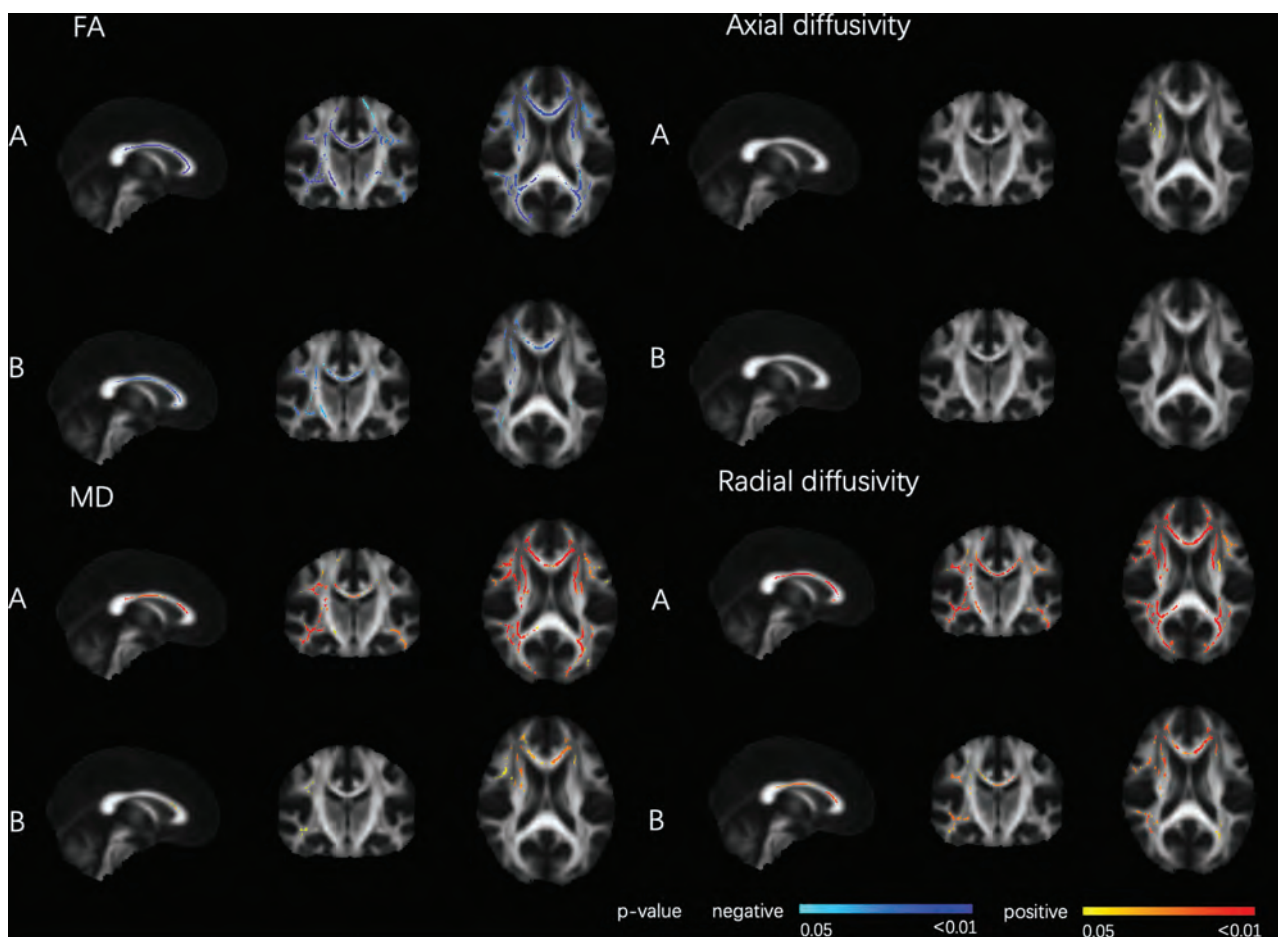 FA
A
B
MD
A
B
Axial diffusivity
A
B
Radial diffusivity
A
B
p-value negative 0.05 <0.01 positive 0.05 <0.01